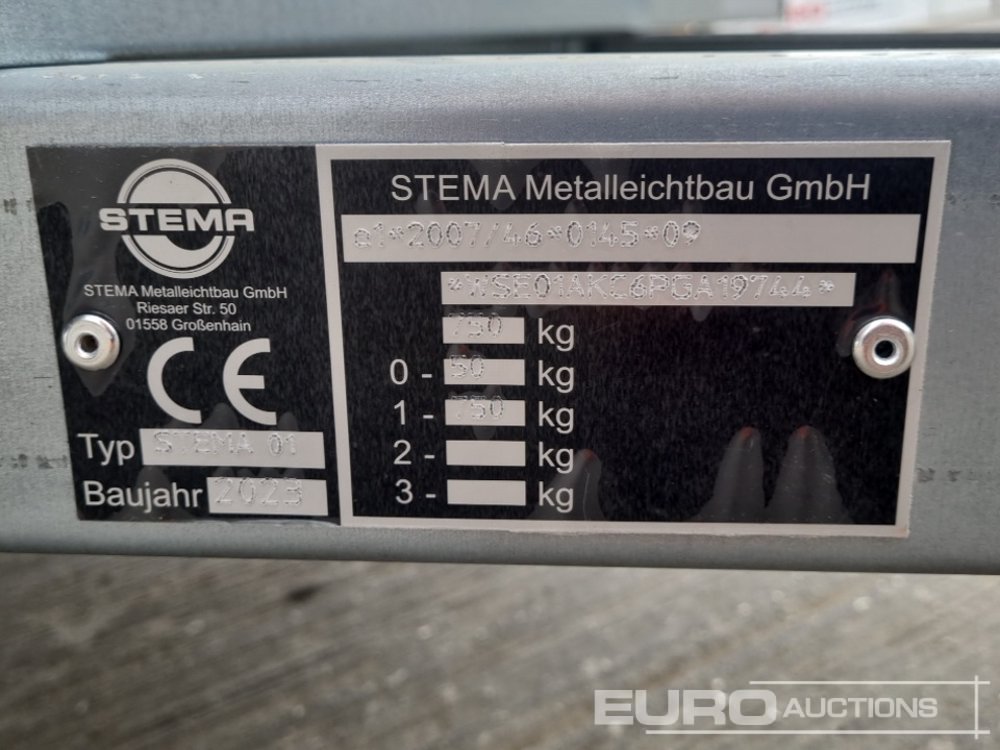 STEMA
STEMA Metalleichtbau GmbH
Riesaer Str. 50
01558 Großenhain
CE
Typ STEMA 01
Baujahr 2023
STEMA Metalleichtbau GmbH
e1*2007/46*0145*09
*WSE01AKC6PGA19744*
750 kg
0 - 50 kg
1 - 750 kg
2 - kg
3 - kg
EURO AUCTIONS